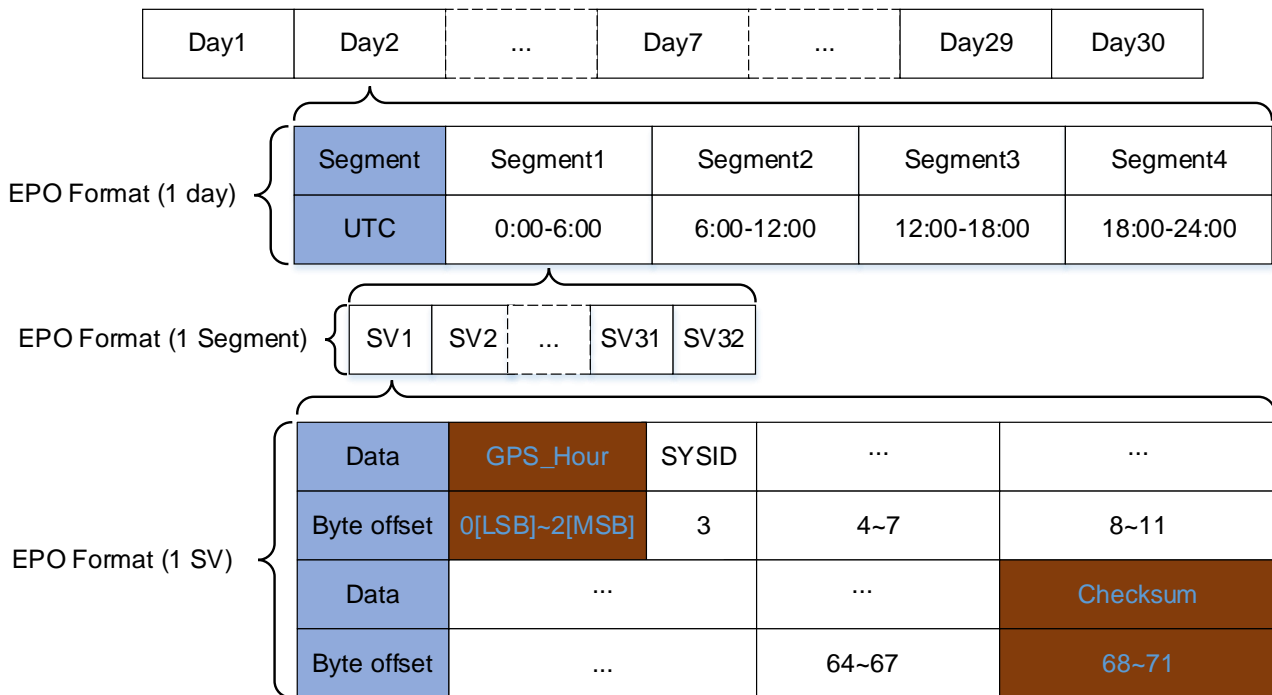 Day1 Day2 ... Day7 ... Day29 Day30
EPO Format (1 day)
Segment Segment1 Segment2 Segment3 Segment4
UTC 0:00-6:00 6:00-12:00 12:00-18:00 18:00-24:00
EPO Format (1 Segment)
SV1 SV2 ... SV31 SV32
EPO Format (1 SV)
Data GPS_Hour SYSID ... ...
Byte offset 0[LSB]~2[MSB] 3 4~7 8~11
Data ... ... Checksum
Byte offset ... 64~67 68~71